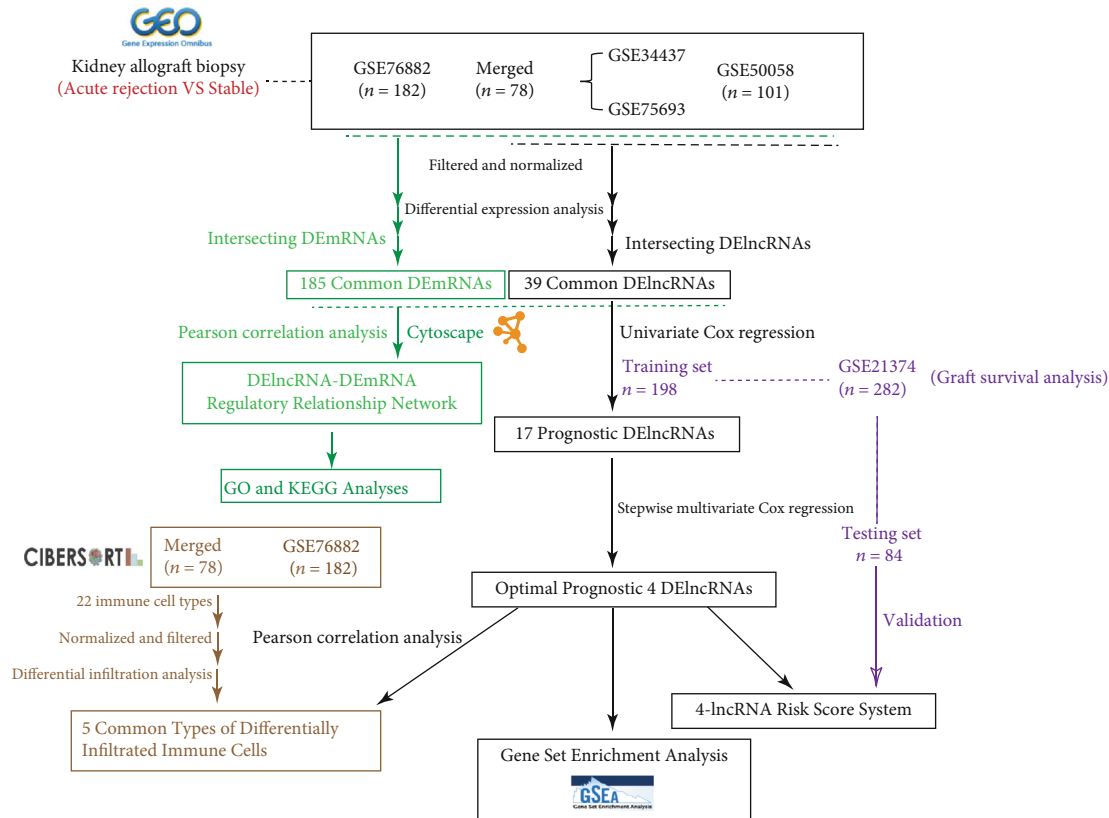 GEO
Gene Expression Omnibus
Kidney allograft biopsy
(Acute rejection VS Stable)
GSE76882
(n = 182)
Merged
(n = 78)
GSE34437
GSE75693
GSE50058
(n = 101)
Filtered and normalized
Differential expression analysis
Intersecting DEmRNAs
Intersecting DElncRNAs
185 Common DEmRNAs
39 Common DElncRNAs
Pearson correlation analysis
Cytoscape
Univariate Cox regression
Training set
n = 198
GSE21374
(n = 282)
(Graft survival analysis)
DElncRNA-DEmRNA
Regulatory Relationship Network
17 Prognostic DElncRNAs
GO and KEGG Analyses
Stepwise multivariate Cox regression
Testing set
n = 84
CIBERSORT
Merged
(n = 78)
GSE76882
(n = 182)
22 immune cell types
Normalized and filtered
Differential infiltration analysis
Optimal Prognostic 4 DElncRNAs
Pearson correlation analysis
Validation
5 Common Types of Differentially
Infiltrated Immune Cells
4-lncRNA Risk Score System
Gene Set Enrichment Analysis
GSEA
Gene Set Enrichment Analysis